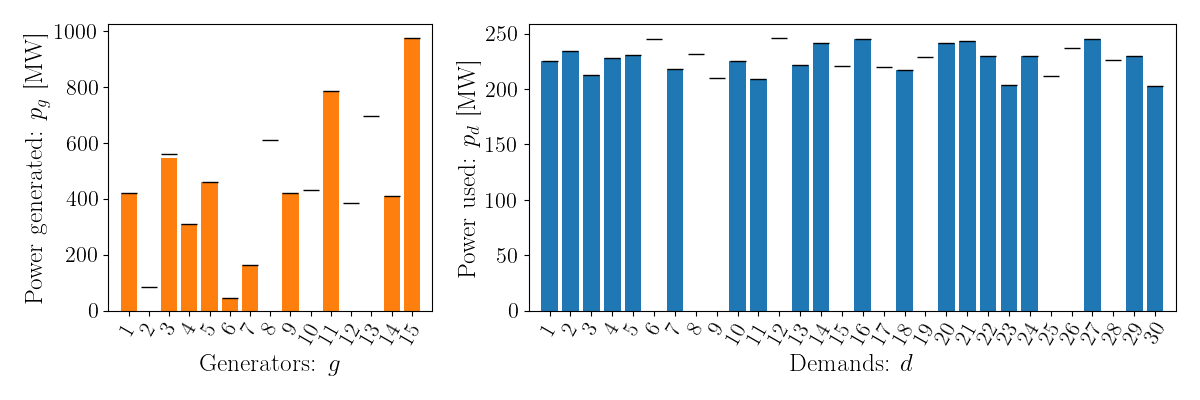 Power generated: p_g [MW]
1000
800
600
400
200
0
1 2 3 4 5 6 7 8 9 10 11 12 13 14 15
Generators: g
Power used: p_d [MW]
250
200
150
100
50
0
1 2 3 4 5 6 7 8 9 10 11 12 13 14 15 16 17 18 19 20 21 22 23 24 25 26 27 28 29 30
Demands: d